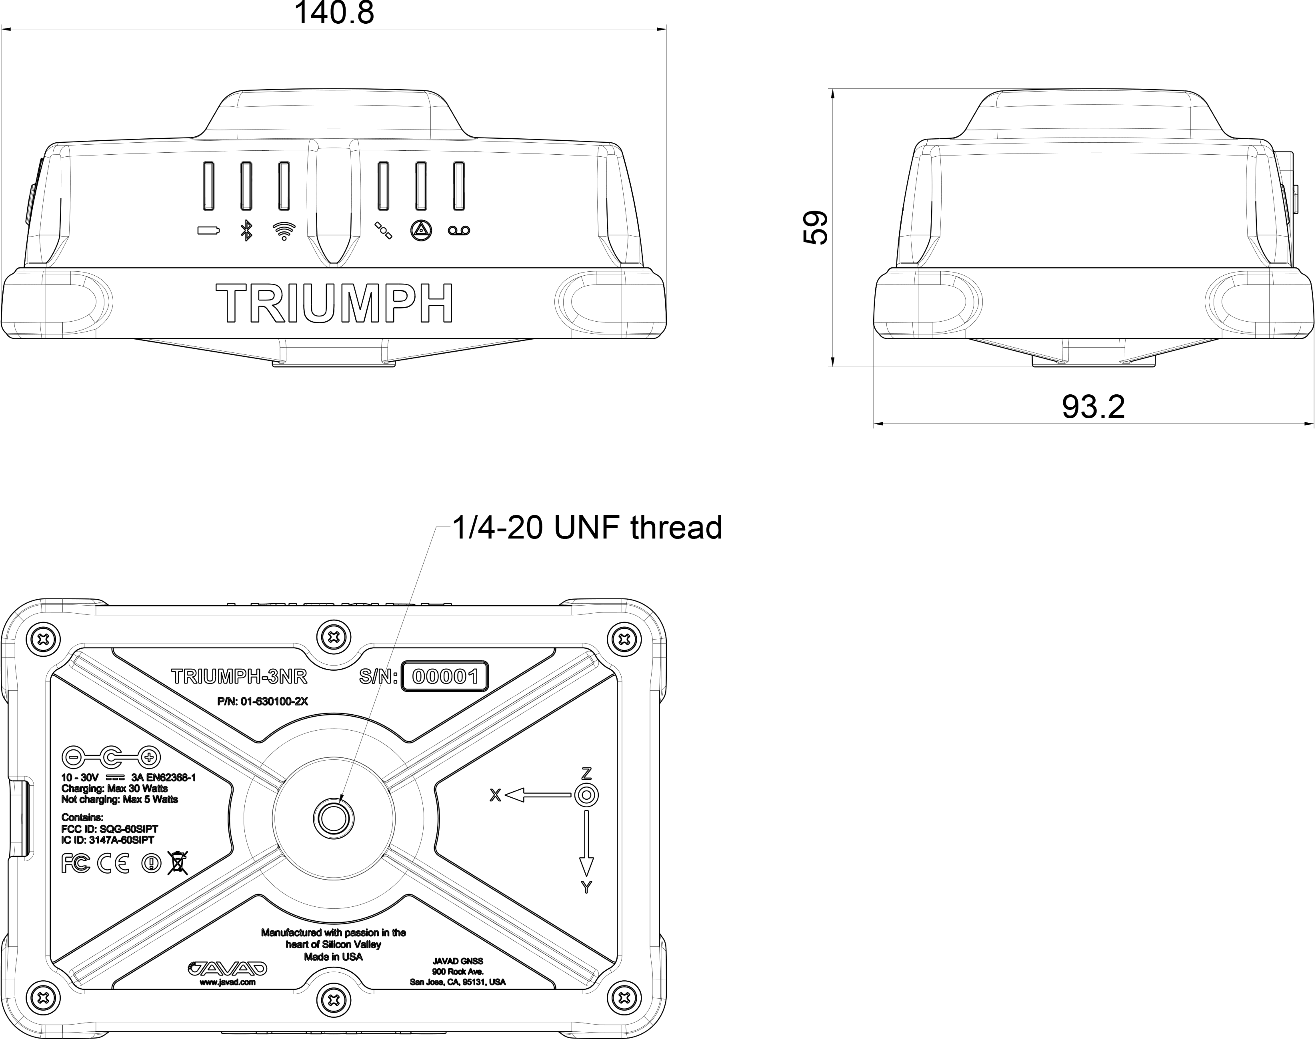 140.8
59
TRIUMPH
93.2
1/4-20 UNF thread
TRIUMPH-3NR
S/N: 00001
P/N: 01-630100-2X
10 - 30V 3A EN62368-1
Charging: Max 30 Watts
Not charging: Max 5 Watts
Contains:
FCC ID: SQG-60SIPT
IC ID: 3147A-60SIPT
FC CE
Z
X
Y
Manufactured with passion in the
heart of Silicon Valley
Made in USA
JAVAD
www.javad.com
JAVAD GNSS
900 Rock Ave.
San Jose, CA, 95131, USA